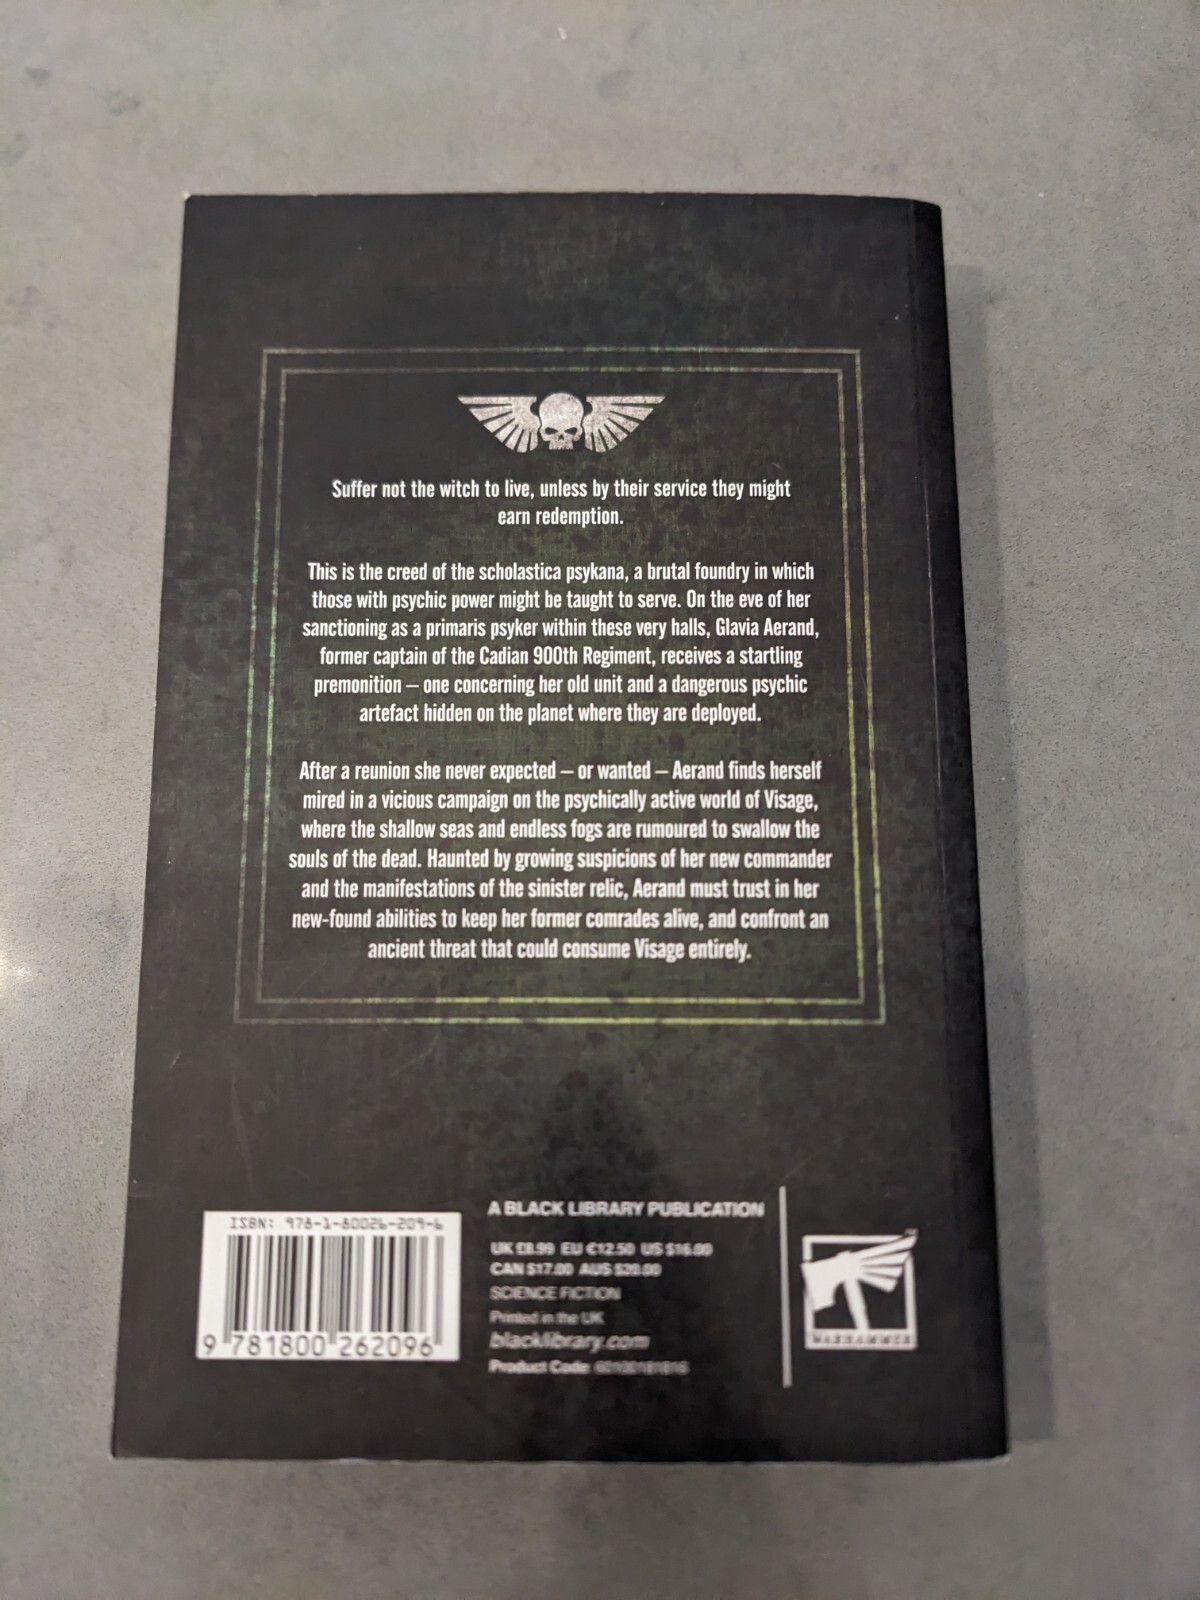 Suffer not the witch to live, unless by their service they might
earn redemption.
This is the creed of the scholastica psykana, a brutal foundry in which
those with psychic power might be taught to serve. On the eve of her
sanctioning as a primaris psyker within these very halls, Glavia Aerand,
former captain of the Cadian 900th Regiment, receives a startling
premonition – one concerning her old unit and a dangerous psychic
artefact hidden on the planet where they are deployed.
After a reunion she never expected – or wanted – Aerand finds herself
mired in a vicious campaign on the psychically active world of Visage,
where the shallow seas and endless fogs are rumoured to swallow the
souls of the dead. Haunted by growing suspicions of her new commander
and the manifestations of the sinister relic, Aerand must trust in her
new-found abilities to keep her former comrades alive, and confront an
ancient threat that could consume Visage entirely.
ISBN: 978-1-80026-209-6
9 781800 262096
A BLACK LIBRARY PUBLICATION
UK £8.99 EU €12.50 US $16.00
CAN $17.00 AUS $20.00
SCIENCE FICTION
Printed in the UK
blacklibrary.com
Product Code:
WARHAMMER